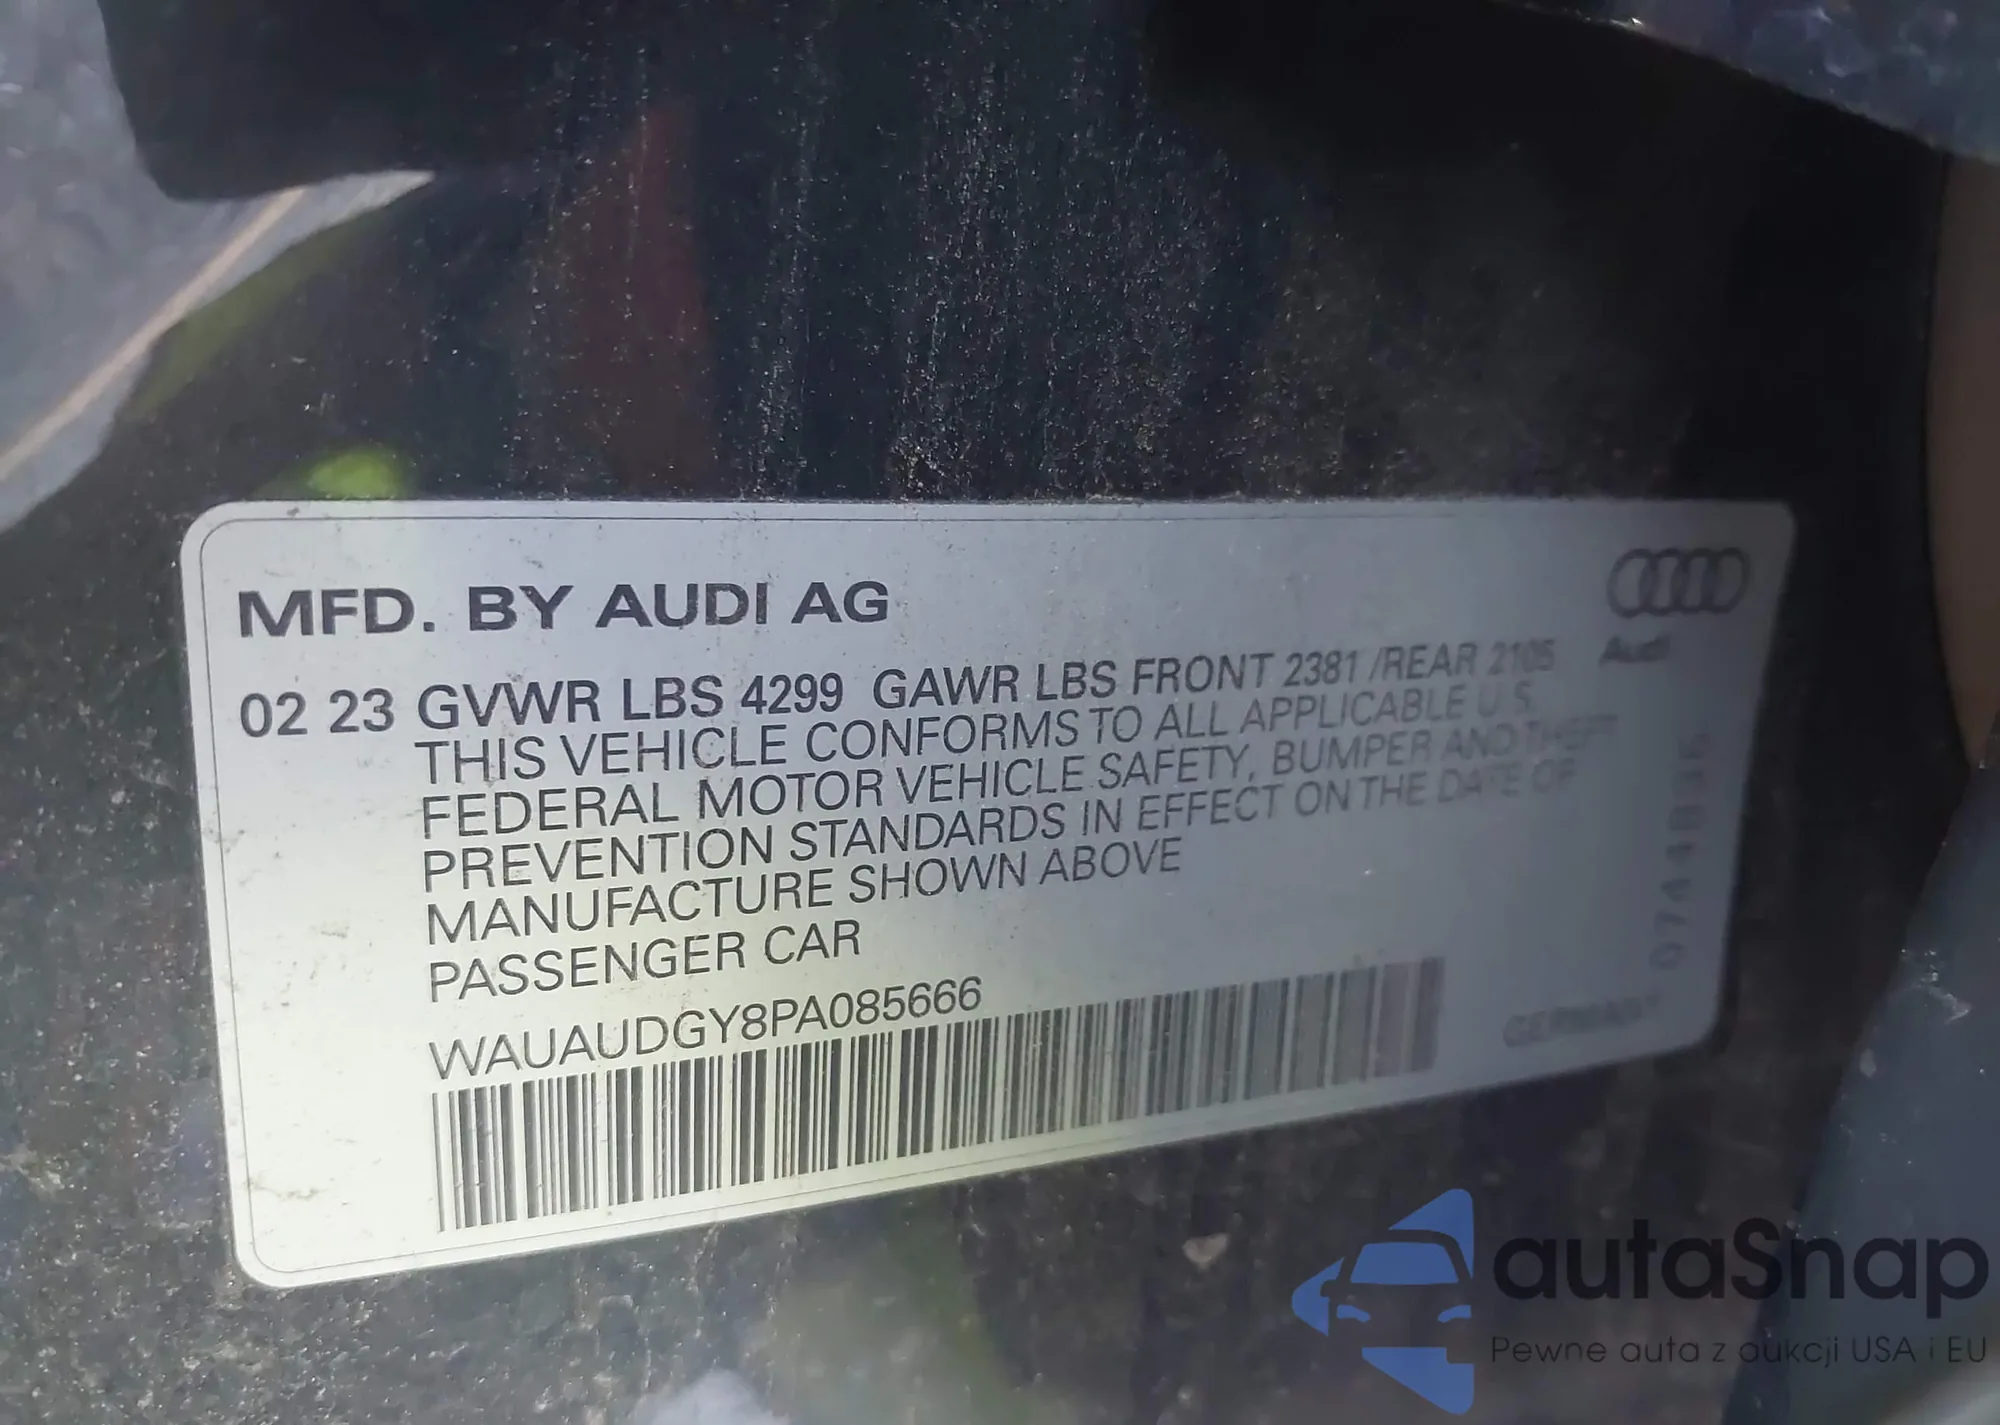 MFD. BY AUDI AG
Audi
02 23 GVWR LBS 4299 GAWR LBS FRONT 2381 /REAR 2105
THIS VEHICLE CONFORMS TO ALL APPLICABLE U.S.
FEDERAL MOTOR VEHICLE SAFETY, BUMPER AND THEFT
PREVENTION STANDARDS IN EFFECT ON THE DATE OF
MANUFACTURE SHOWN ABOVE
PASSENGER CAR
WAUAUDGY8PA085666
GERMANY
autaSnap
Pewne auta z aukcji USA i EU